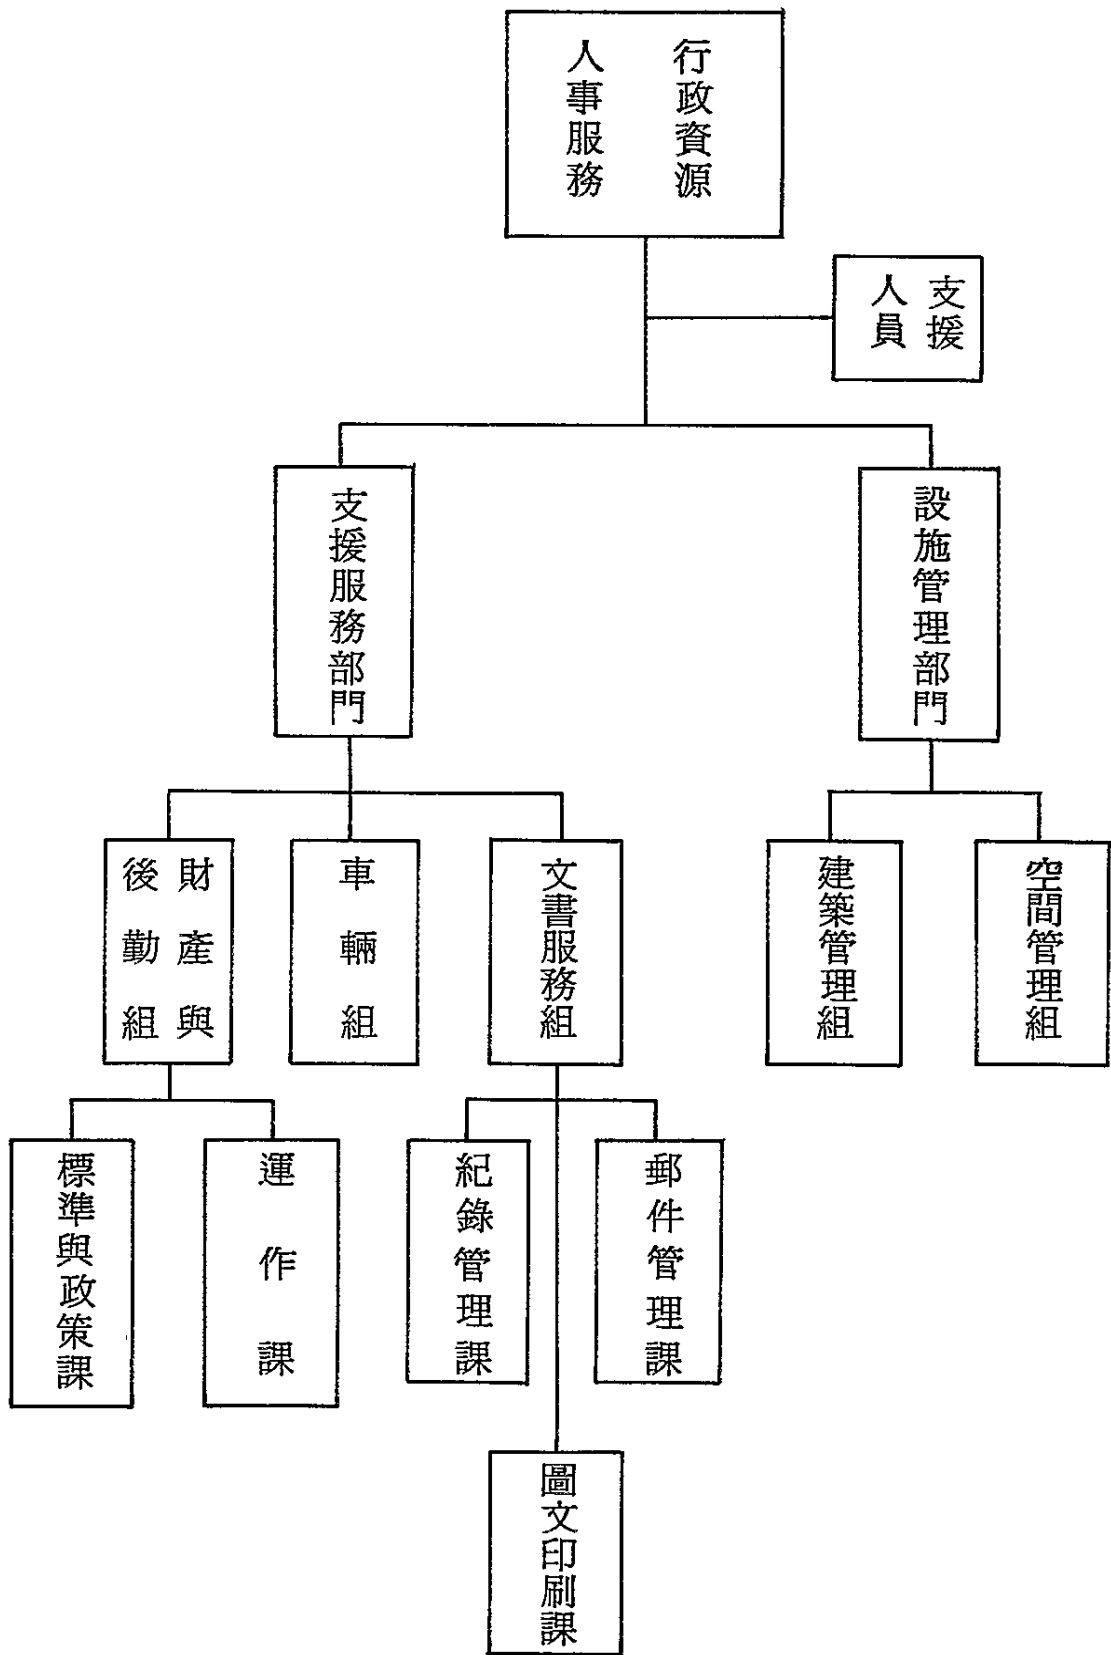 行政資源
人事服務
支援
人員
設施管理部門
支援服務部門
空間管理組
建築管理組
文書服務組
車輛組
財產與
後勤組
郵件管理課
紀錄管理課
運作課
標準與政策課
圖文印刷課